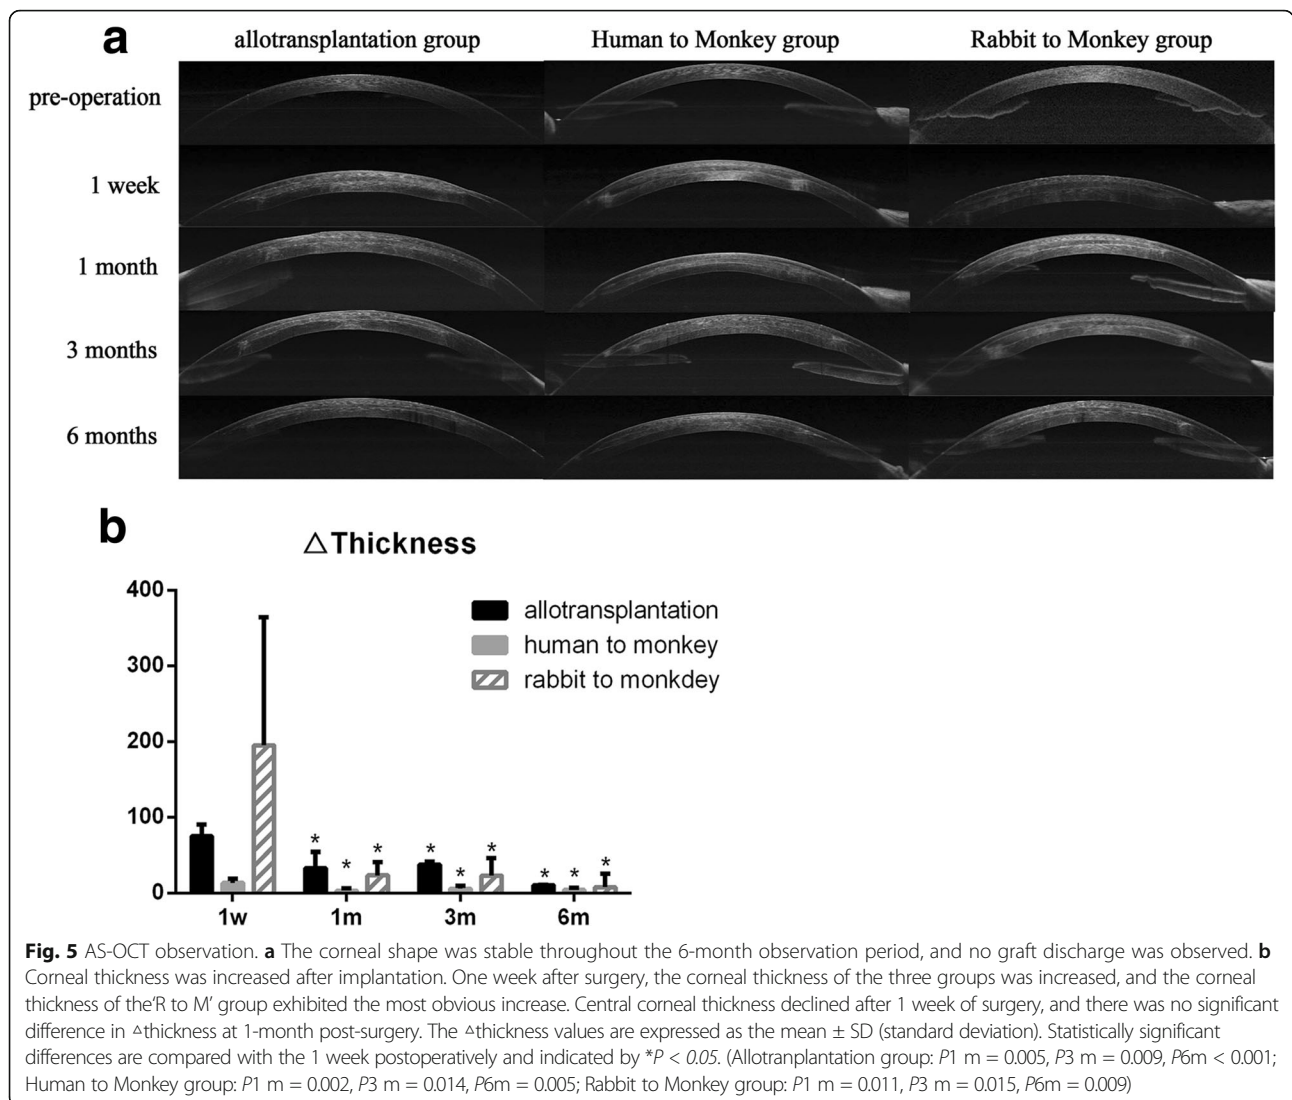 a
allotransplantation group Human to Monkey group Rabbit to Monkey group
pre-operation
1 week
1 month
3 months
6 months
b
△Thickness
400
300
200
100
0
allotransplantation
human to monkey
rabbit to monkdey
* * *
* * *
* * *
1w 1m 3m 6m
Fig. 5 AS-OCT observation. a The corneal shape was stable throughout the 6-month observation period, and no graft discharge was observed. b
Corneal thickness was increased after implantation. One week after surgery, the corneal thickness of the three groups was increased, and the corneal
thickness of the‘R to M’ group exhibited the most obvious increase. Central corneal thickness declined after 1 week of surgery, and there was no significant
difference in △thickness at 1-month post-surgery. The △thickness values are expressed as the mean ± SD (standard deviation). Statistically significant
differences are compared with the 1 week postoperatively and indicated by *P < 0.05. (Allotranplantation group: P1 m = 0.005, P3 m = 0.009, P6m < 0.001;
Human to Monkey group: P1 m = 0.002, P3 m = 0.014, P6m = 0.005; Rabbit to Monkey group: P1 m = 0.011, P3 m = 0.015, P6m = 0.009)